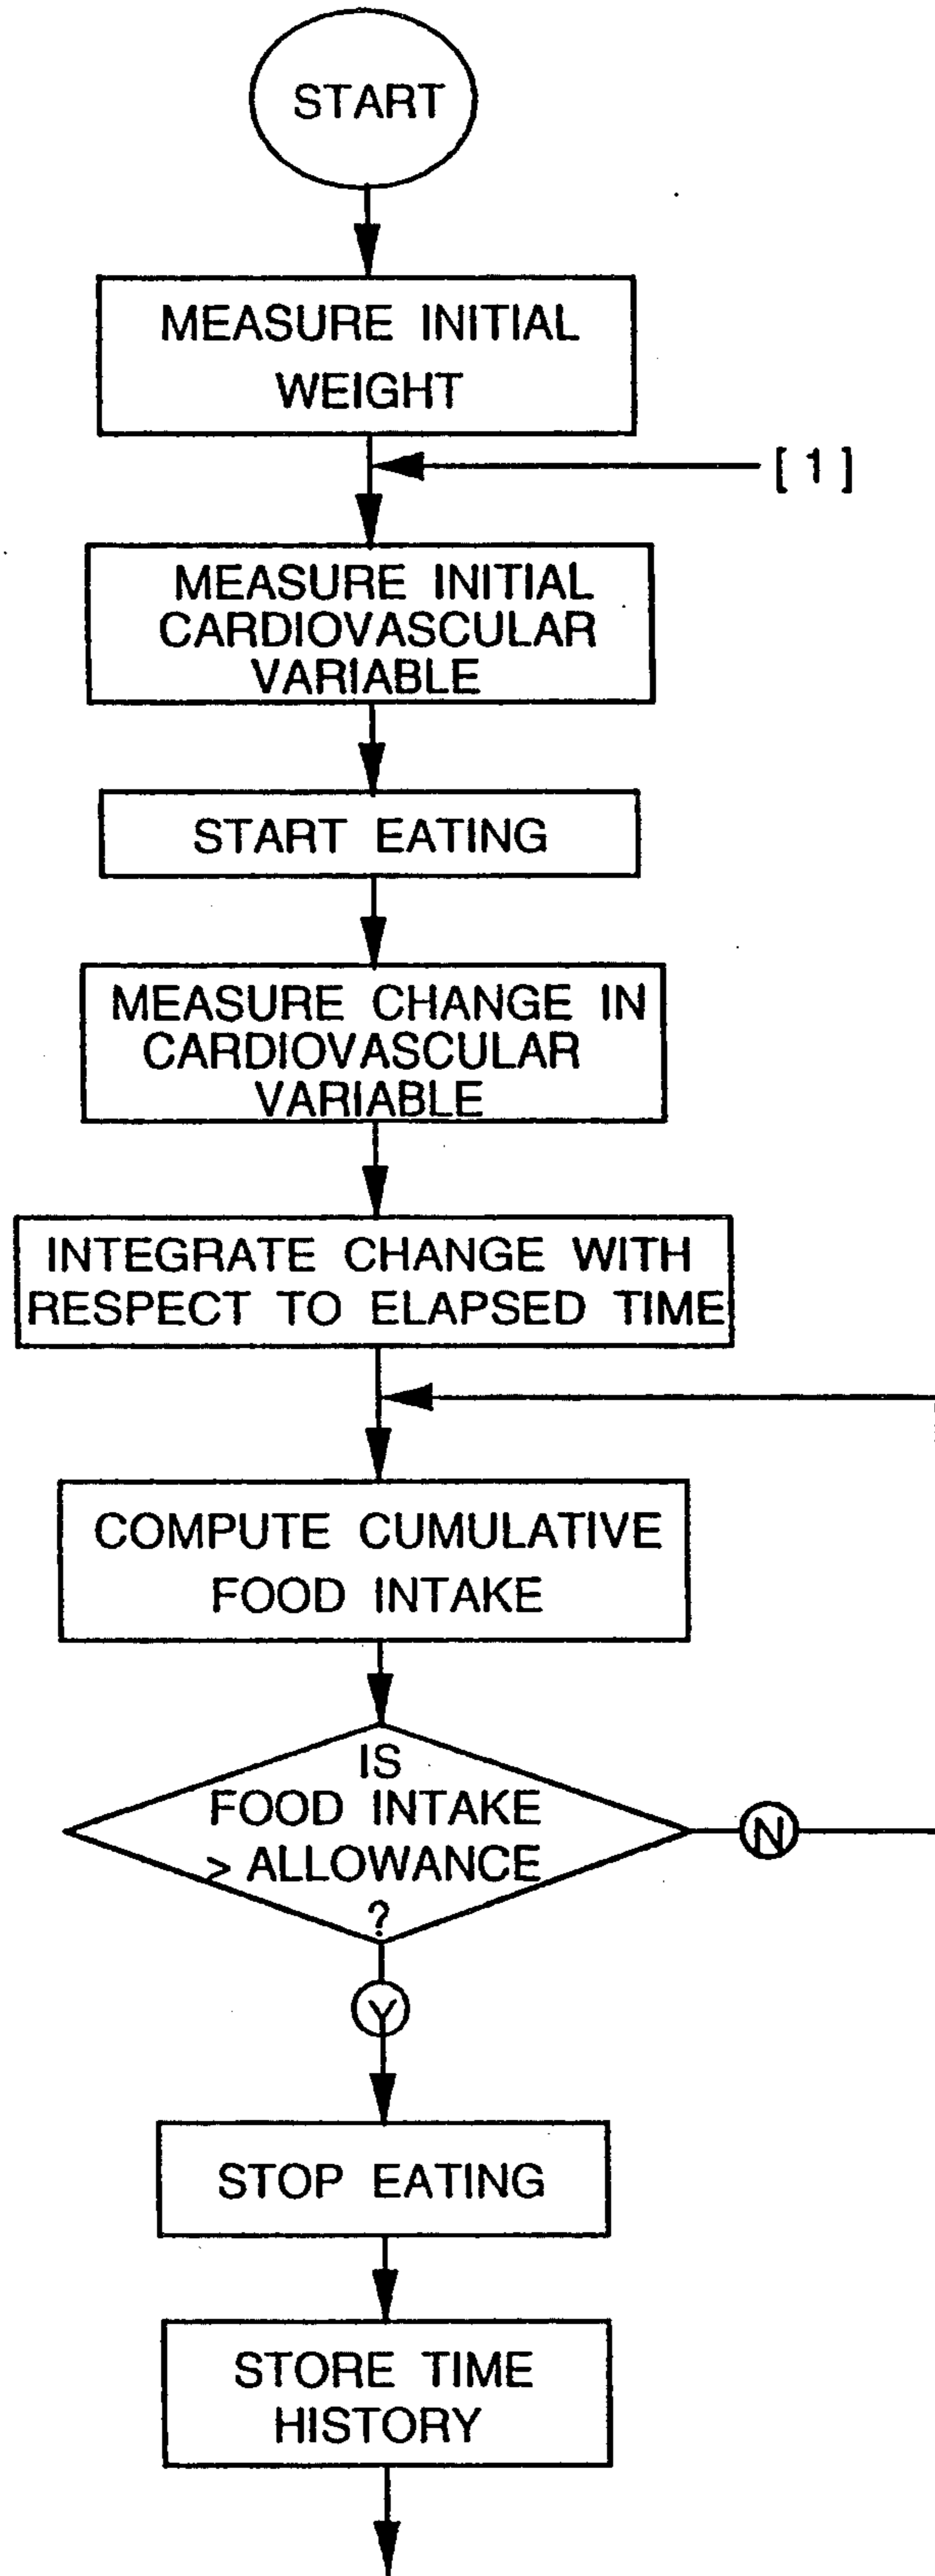 START
MEASURE INITIAL
WEIGHT
[ 1 ]
MEASURE INITIAL
CARDIOVASCULAR
VARIABLE
START EATING
MEASURE CHANGE IN
CARDIOVASCULAR
VARIABLE
INTEGRATE CHANGE WITH
RESPECT TO ELAPSED TIME
COMPUTE CUMULATIVE
FOOD INTAKE
IS
FOOD INTAKE
> ALLOWANCE
?
N
Y
STOP EATING
STORE TIME
HISTORY